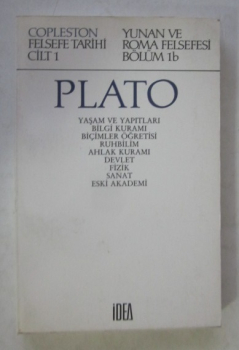 COPLESTON
FELSEFE TARİHİ
CİLT 1
YUNAN VE
ROMA FELSEFESİ
BÖLÜM 1b
PLATO
YAŞAM VE YAPITLARI
BİLGİ KURAMI
BİÇİMLER ÖĞRETİSİ
RUHBİLİM
AHLAK KURAMI
DEVLET
FİZİK
SANAT
ESKİ AKADEMİ
İDEA